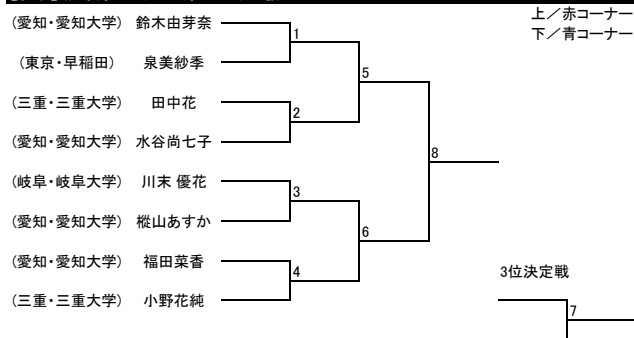 上／赤コーナー
下／青コーナー
(愛知・愛知大学) 鈴木由芽奈
1
(東京・早稲田) 泉美紗季
5
(三重・三重大学) 田中花
2
(愛知・愛知大学) 水谷尚七子
8
(岐阜・岐阜大学) 川末 優花
3
(愛知・愛知大学) 樅山あすか
6
(愛知・愛知大学) 福田菜香
4
3位決定戦
(三重・三重大学) 小野花純
7